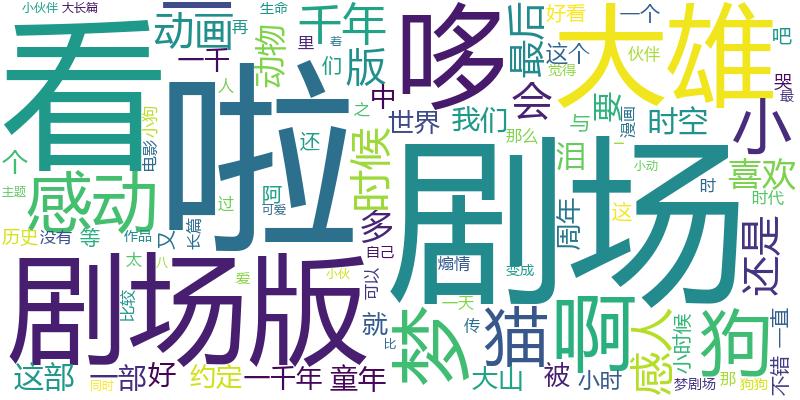 小伙伴 大长篇
一
动画 再 生命 千年
哆
最后 好看 一个
大雄
吧
看
一千
动物
里 着
们 版
这个 伙伴
觉得
哭
最
啦
人
中
会
要
漫画
小
个 电影 小狗
还 之 时候
世界 我们 那么 与 时空
剧场
泪
一
小动
喜欢
主题
感动
过
阿
可爱
多
周年
这
时
时代
历史 没有 等 作品 又 长篇
自己
还是
剧场版
太 八
比较
爱
小伙
可以
煽情
变成
就
比
梦
一天
传
猫
啊
感人
小时候
狗
不错 一直
这部 一部 好 约定 一千年 童年
同时
大山 被 小时
梦剧场 那 狗狗